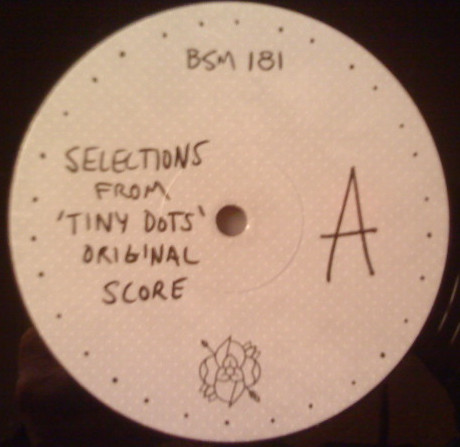 BSM 181
SELECTIONS
FROM
'TINY DOTS'
ORIGINAL
SCORE
A